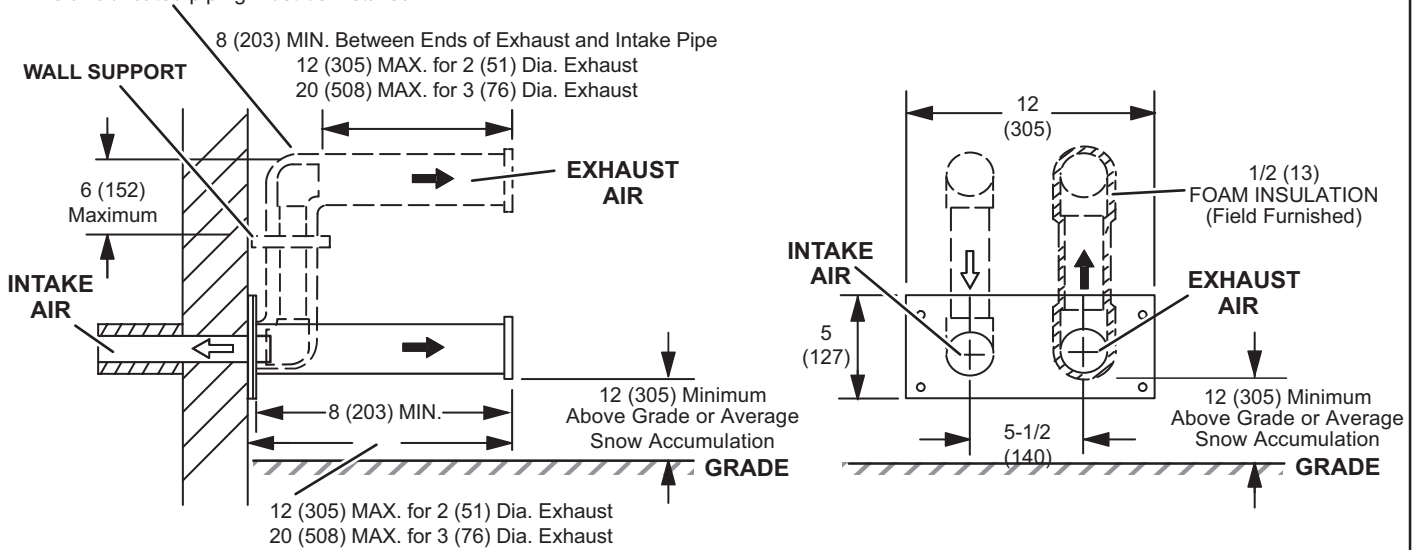 8 (203) MIN. Between Ends of Exhaust and Intake Pipe
12 (305) MAX. for 2 (51) Dia. Exhaust
20 (508) MAX. for 3 (76) Dia. Exhaust
WALL SUPPORT
6 (152)
Maximum
EXHAUST
AIR
INTAKE
AIR
8 (203) MIN.
12 (305) Minimum
Above Grade or Average
Snow Accumulation
GRADE
12 (305) MAX. for 2 (51) Dia. Exhaust
20 (508) MAX. for 3 (76) Dia. Exhaust
12
(305)
1/2 (13)
FOAM INSULATION
(Field Furnished)
INTAKE
AIR
EXHAUST
AIR
5
(127)
5-1/2
(140)
12 (305) Minimum
Above Grade or Average
Snow Accumulation
GRADE